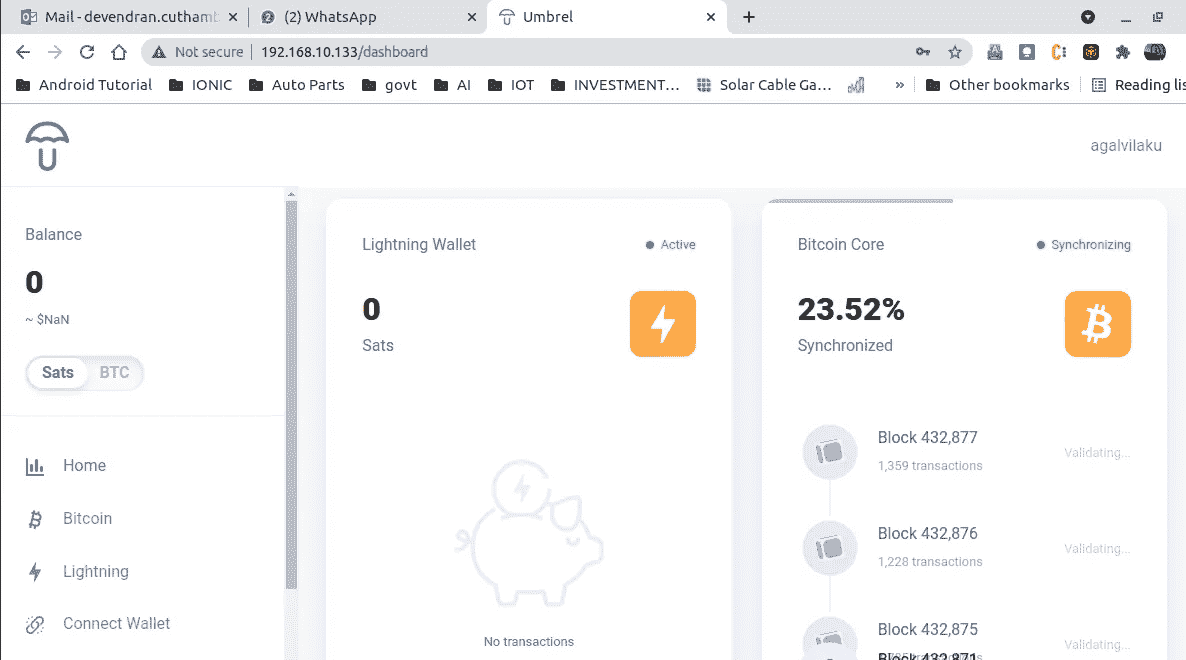 Mail - devendran.cuthamb
(2) WhatsApp
Umbrel
Not secure
192.168.10.133/dashboard
Android Tutorial
IONIC
Auto Parts
govt
AI
IOT
INVESTMENT...
Solar Cable Ga...
»
Other bookmarks
Reading lis
agalvilaku
Balance
0
~ $NaN
Sats
BTC
Home
Bitcoin
Lightning
Connect Wallet
Lightning Wallet
Active
0
Sats
No transactions
Bitcoin Core
Synchronizing
23.52%
Synchronized
Block 432,877
1,359 transactions
Validating...
Block 432,876
1,228 transactions
Validating...
Block 432,875
Validating...
Block 432,871